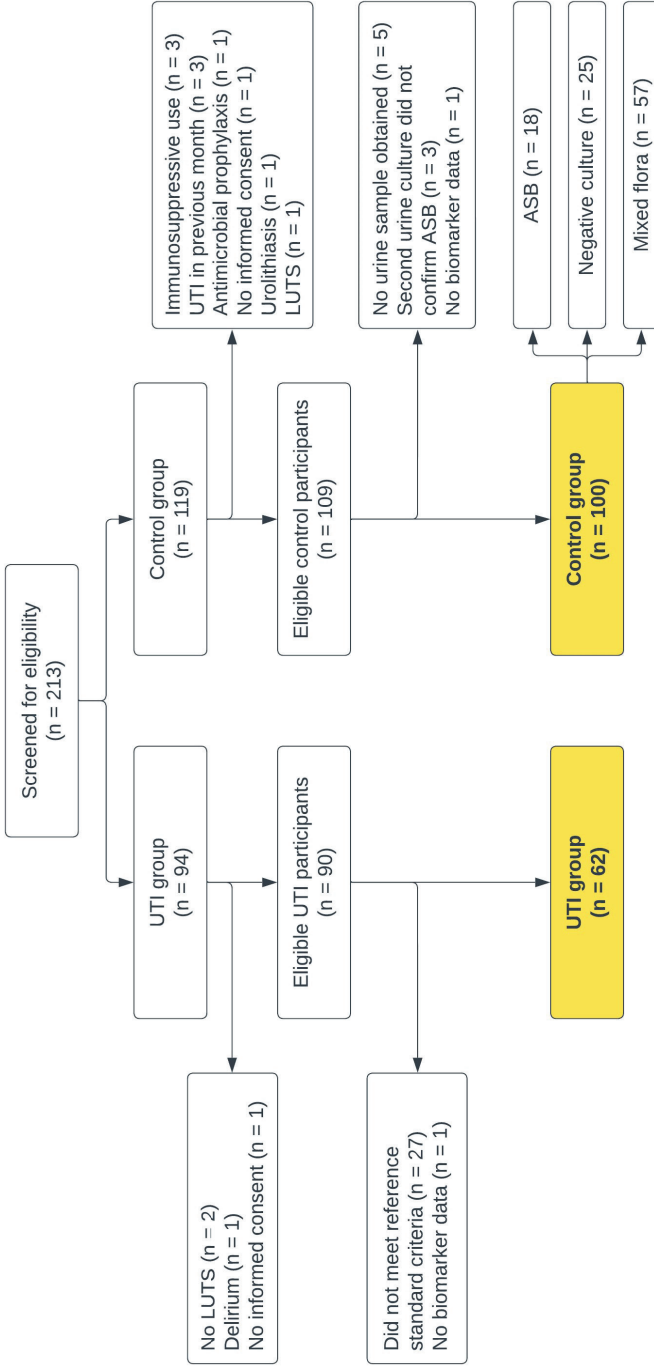 Screened for eligibility
(n = 213)
UTI group
(n = 94)
Control group
(n = 119)
No LUTS (n = 2)
Delirium (n = 1)
No informed consent (n = 1)
Immunosuppressive use (n = 3)
UTI in previous month (n = 3)
Antimicrobial prophylaxis (n = 1)
No informed consent (n = 1)
Urolithiasis (n = 1)
LUTS (n = 1)
Eligible UTI participants
(n = 90)
Eligible control participants
(n = 109)
Did not meet reference
standard criteria (n = 27)
No biomarker data (n = 1)
No urine sample obtained (n = 5)
Second urine culture did not
confirm ASB (n = 3)
No biomarker data (n = 1)
UTI group
(n = 62)
Control group
(n = 100)
ASB (n = 18)
Negative culture (n = 25)
Mixed flora (n = 57)